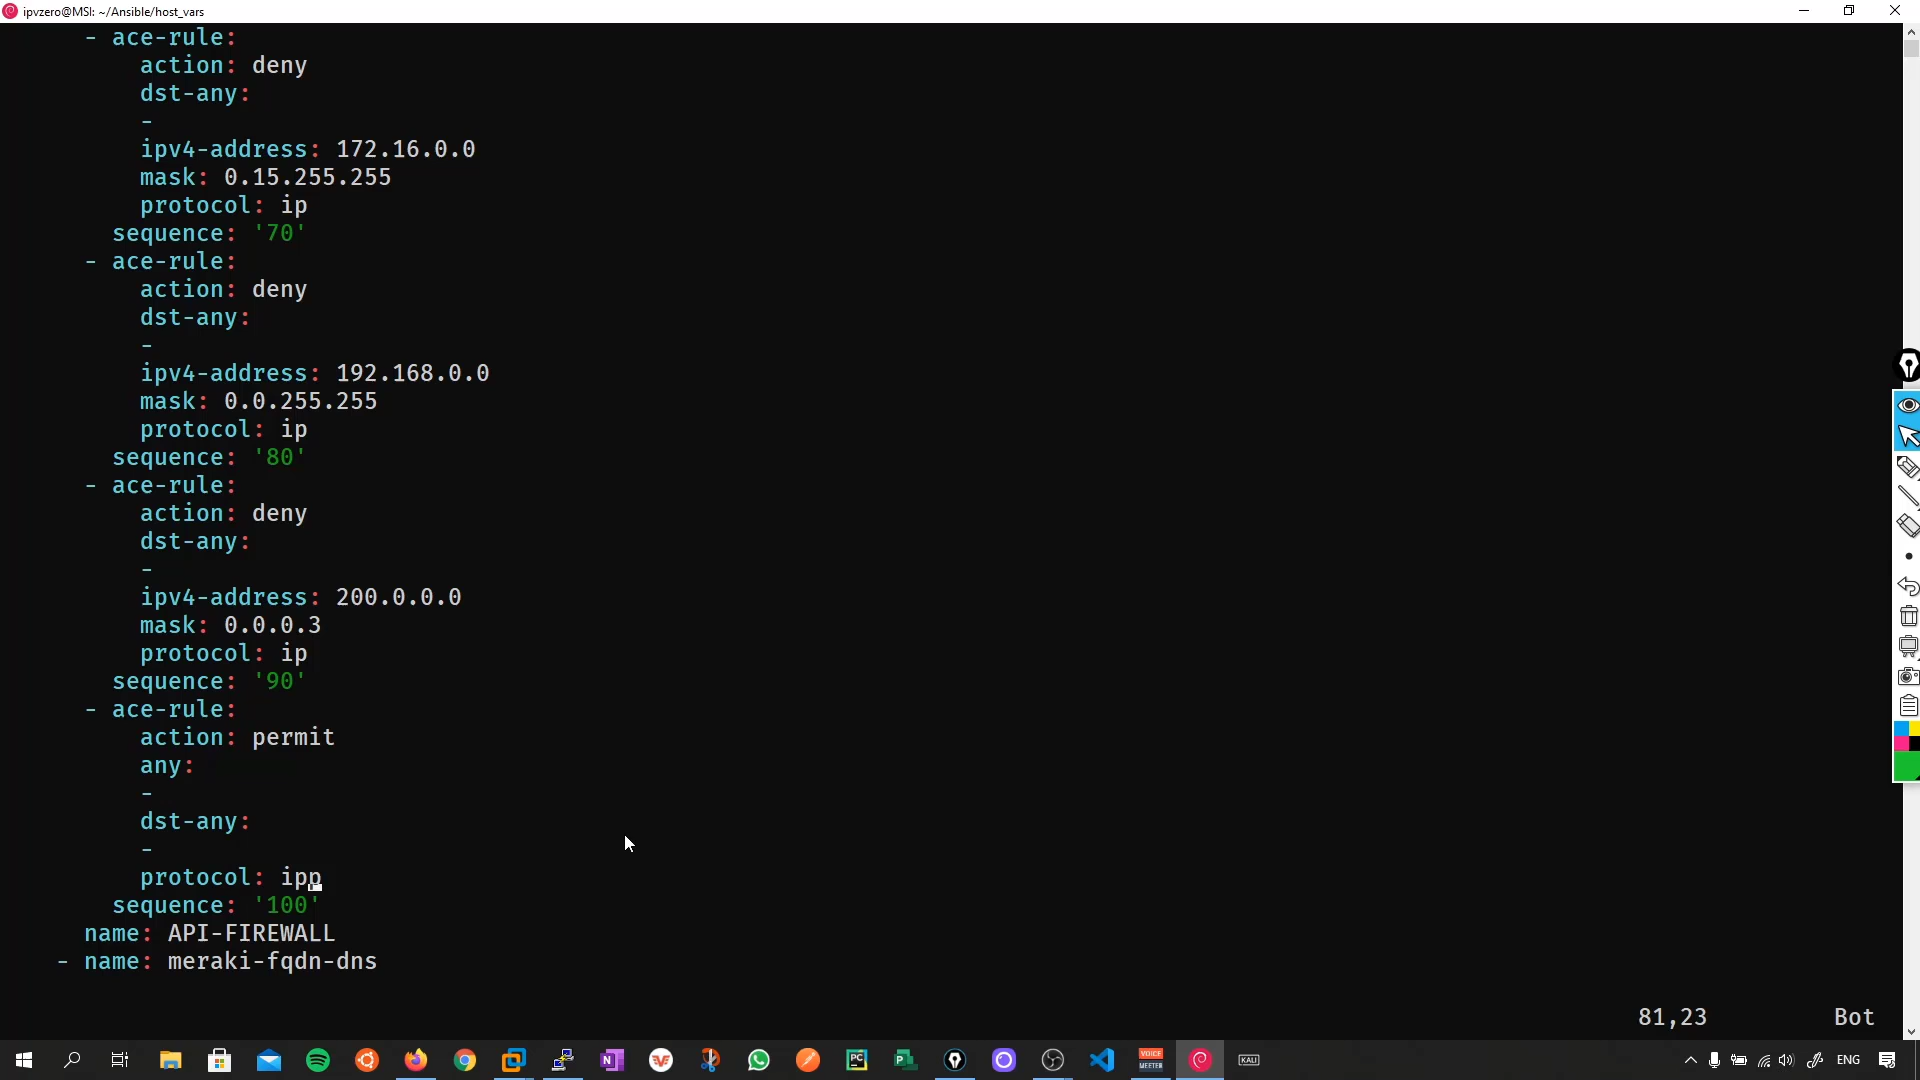 ipvzero@MSI: ~/Ansible/host_vars
- ace-rule:
action: deny
dst-any:
-
ipv4-address: 172.16.0.0
mask: 0.15.255.255
protocol: ip
sequence: '70'
- ace-rule:
action: deny
dst-any:
-
ipv4-address: 192.168.0.0
mask: 0.0.255.255
protocol: ip
sequence: '80'
- ace-rule:
action: deny
dst-any:
-
ipv4-address: 200.0.0.0
mask: 0.0.0.3
protocol: ip
sequence: '90'
- ace-rule:
action: permit
any:
-
dst-any:
-
protocol: ipp
sequence: '100'
name: API-FIREWALL
- name: meraki-fqdn-dns
81,23 Bot
PC
VOICE
MEETER
KALI
ENG